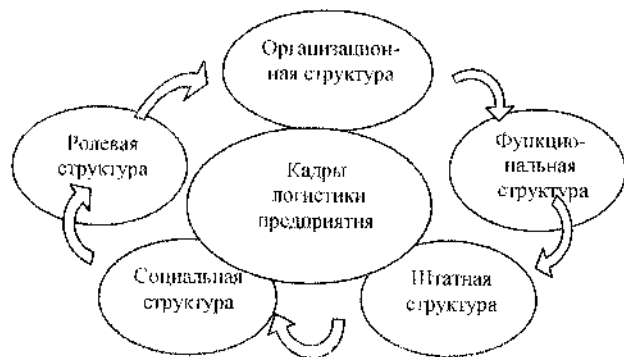 Организацион-
ная структура
Ролевая
структура
Функцио-
нальная
структура
Кадры
логистики
предприятия
Социальная
структура
Штатная
структура